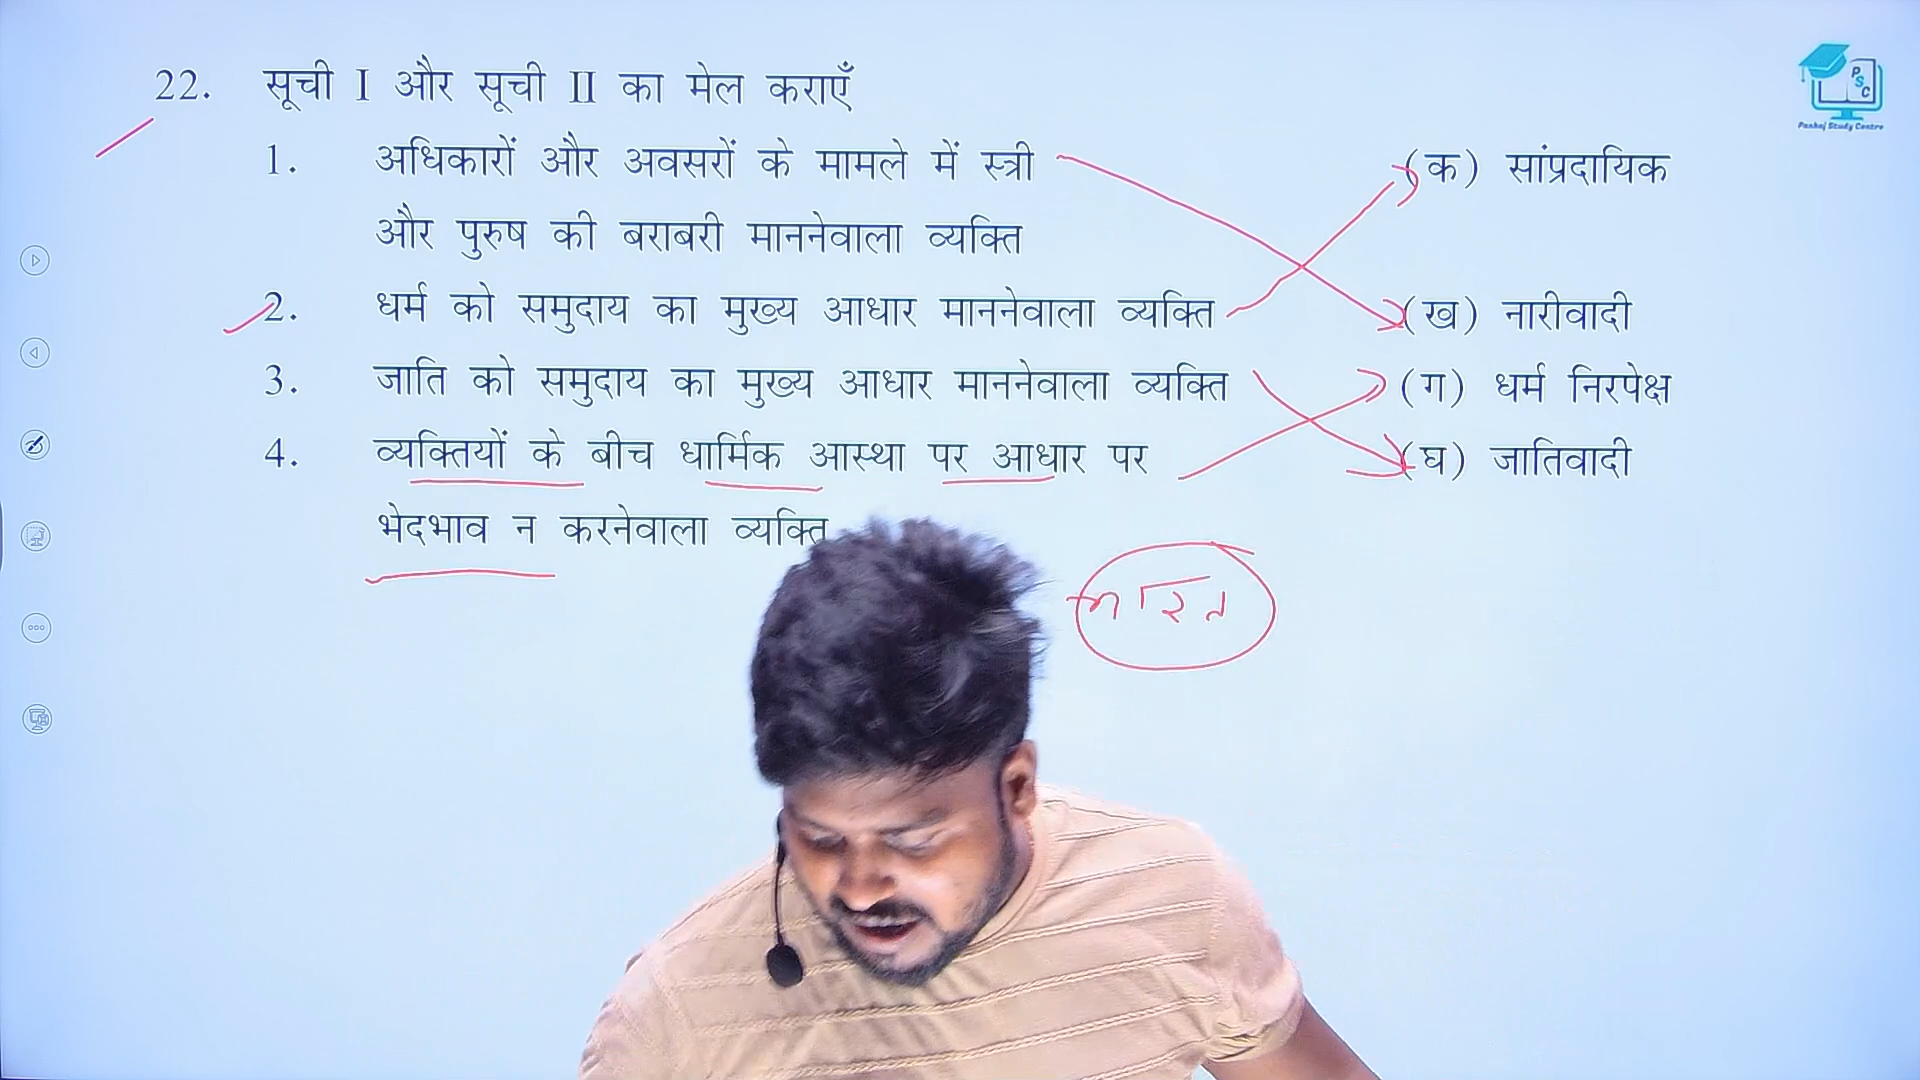 22. सूची I और सूची II का मेल कराएँ
1. अधिकारों और अवसरों के मामले में स्त्री (क) सांप्रदायिक
और पुरुष की बराबरी माननेवाला व्यक्ति
2. धर्म को समुदाय का मुख्य आधार माननेवाला व्यक्ति (ख) नारीवादी
3. जाति को समुदाय का मुख्य आधार माननेवाला व्यक्ति (ग) धर्म निरपेक्ष
4. व्यक्तियों के बीच धार्मिक आस्था पर आधार पर (घ) जातिवादी
भेदभाव न करनेवाला व्यक्ति
भारत
PSC
Pankaj Study Centre